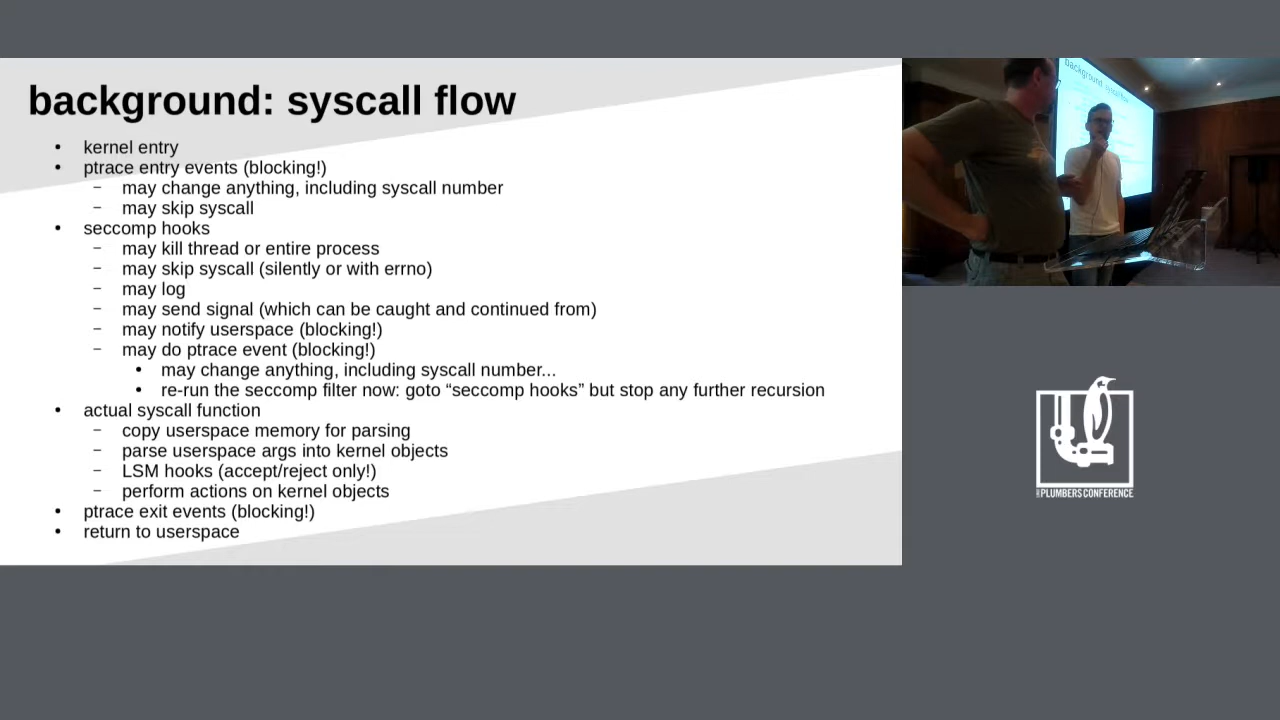 background: syscall flow
• kernel entry
• ptrace entry events (blocking!)
– may change anything, including syscall number
– may skip syscall
• seccomp hooks
– may kill thread or entire process
– may skip syscall (silently or with errno)
– may log
– may send signal (which can be caught and continued from)
– may notify userspace (blocking!)
– may do ptrace event (blocking!)
• may change anything, including syscall number...
• re-run the seccomp filter now: goto “seccomp hooks” but stop any further recursion
• actual syscall function
– copy userspace memory for parsing
– parse userspace args into kernel objects
– LSM hooks (accept/reject only!)
– perform actions on kernel objects
• ptrace exit events (blocking!)
• return to userspace
background: syscall flow
PLUMBERS CONFERENCE